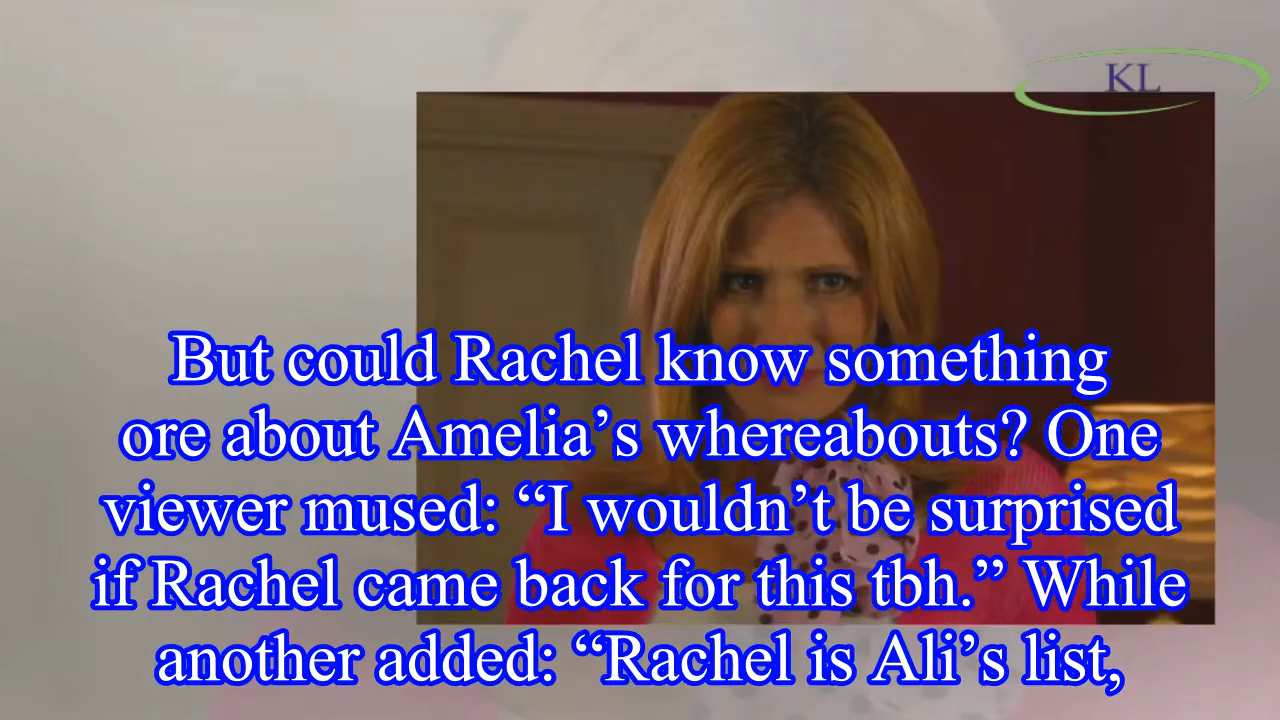 KL
But could Rachel know something
ore about Amelia’s whereabouts? One
viewer mused: “I wouldn’t be surprised
if Rachel came back for this tbh.” While
another added: “Rachel is Ali’s list,